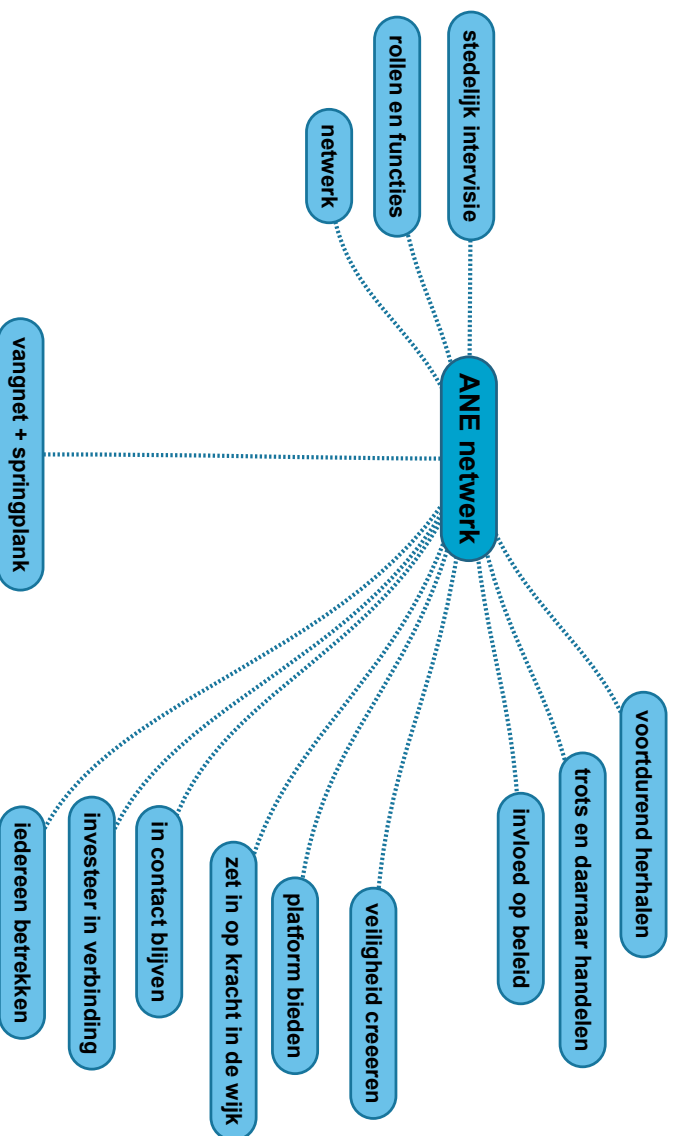 stedelijk intervisie
rollen en functies
netwerk
ANE netwerk
vangnet + springplank
voortdurend herhalen
trots en daarnaar handelen
invloed op beleid
veiligheid creeeren
platform bieden
zet in op kracht in de wijk
in contact blijven
investeer in verbinding
iedereen betrekken